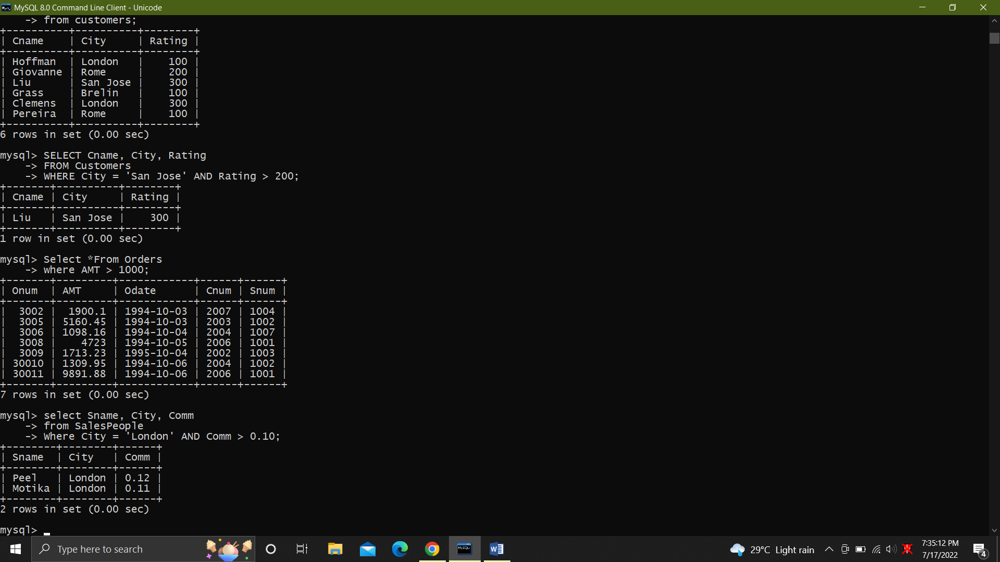 MySQL 8.0 Command Line Client - Unicode
    -> from customers;
+----------+----------+--------+
| Cname    | City     | Rating |
+----------+----------+--------+
| Hoffman  | London   |    100 |
| Giovanne | Rome     |    200 |
| Liu      | San Jose |    300 |
| Grass    | Brelin   |    100 |
| Clemens  | London   |    300 |
| Pereira  | Rome     |    100 |
+----------+----------+--------+
6 rows in set (0.00 sec)
mysql> SELECT Cname, City, Rating
    -> FROM Customers
    -> WHERE City = 'San Jose' AND Rating > 200;
+-------+----------+--------+
| Cname | City     | Rating |
+-------+----------+--------+
| Liu   | San Jose |    300 |
+-------+----------+--------+
1 row in set (0.00 sec)
mysql> Select *From Orders
    -> where AMT > 1000;
+-------+---------+------------+------+------+
| Onum  | AMT     | Odate      | Cnum | Snum |
+-------+---------+------------+------+------+
|  3002 |  1900.1 | 1994-10-03 | 2007 | 1004 |
|  3005 | 5160.45 | 1994-10-03 | 2003 | 1002 |
|  3006 | 1098.16 | 1994-10-04 | 2004 | 1007 |
|  3008 |    4723 | 1994-10-05 | 2006 | 1001 |
|  3009 | 1713.23 | 1995-10-04 | 2002 | 1003 |
| 30010 | 1309.95 | 1994-10-06 | 2004 | 1002 |
| 30011 | 9891.88 | 1994-10-06 | 2006 | 1001 |
+-------+---------+------------+------+------+
7 rows in set (0.00 sec)
mysql> select Sname, City, Comm
    -> from SalesPeople
    -> Where City = 'London' AND Comm > 0.10;
+--------+--------+------+
| Sname  | City   | Comm |
+--------+--------+------+
| Peel   | London | 0.12 |
| Motika | London | 0.11 |
+--------+--------+------+
2 rows in set (0.00 sec)
mysql> _
Type here to search
29°C Light rain
7:35:12 PM
7/17/2022
4